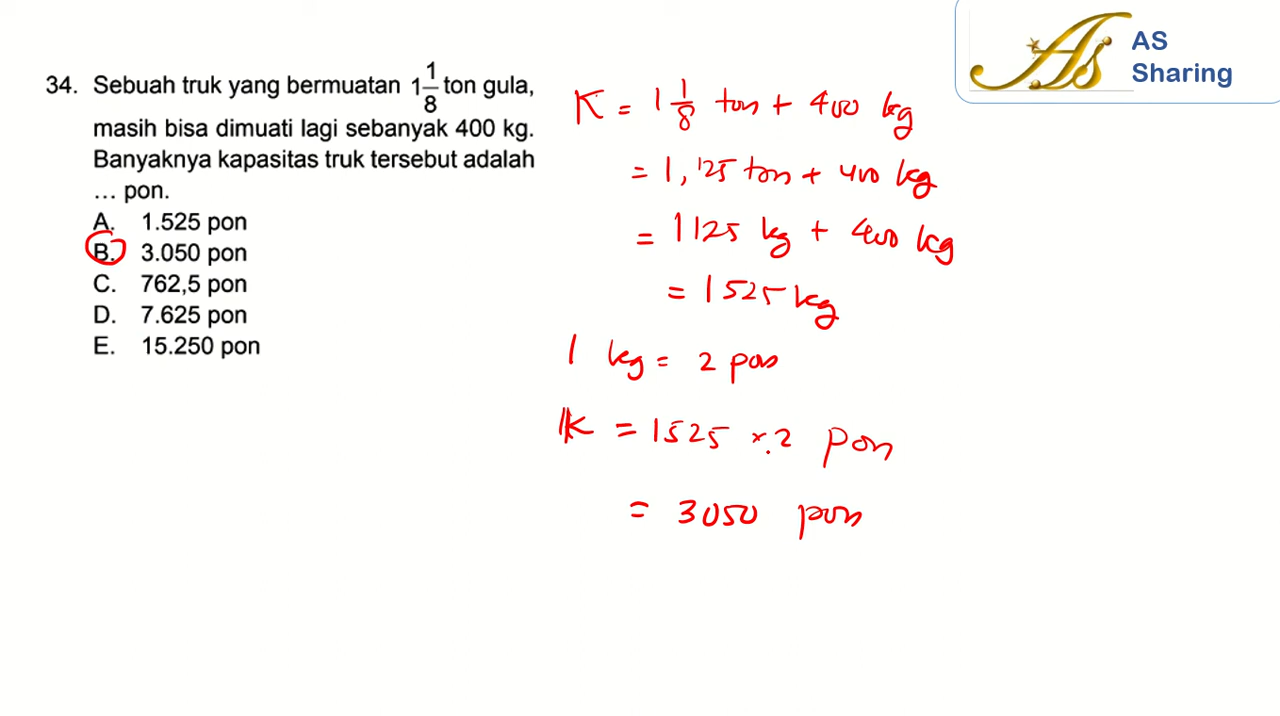 AS
Sharing
34. Sebuah truk yang bermuatan 1 1/8 ton gula,
masih bisa dimuati lagi sebanyak 400 kg.
Banyaknya kapasitas truk tersebut adalah
... pon.
A. 1.525 pon
B. 3.050 pon
C. 762,5 pon
D. 7.625 pon
E. 15.250 pon
K = 1 1/8 ton + 400 kg
= 1,125 ton + 400 kg
= 1125 kg + 400 kg
= 1525 kg
1 kg = 2 pon
K = 1525 × 2 pon
= 3050 pon